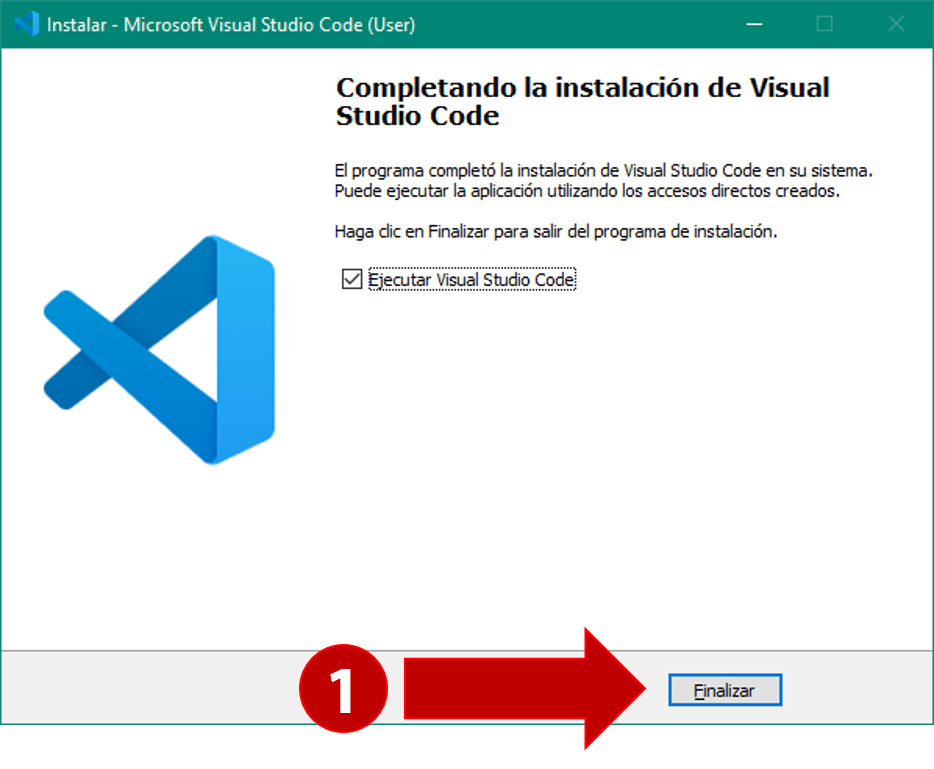 Instalar - Microsoft Visual Studio Code (User)
Completando la instalación de Visual
Studio Code
El programa completó la instalación de Visual Studio Code en su sistema.
Puede ejecutar la aplicación utilizando los accesos directos creados.
Haga clic en Finalizar para salir del programa de instalación.
Ejecutar Visual Studio Code
1
Finalizar